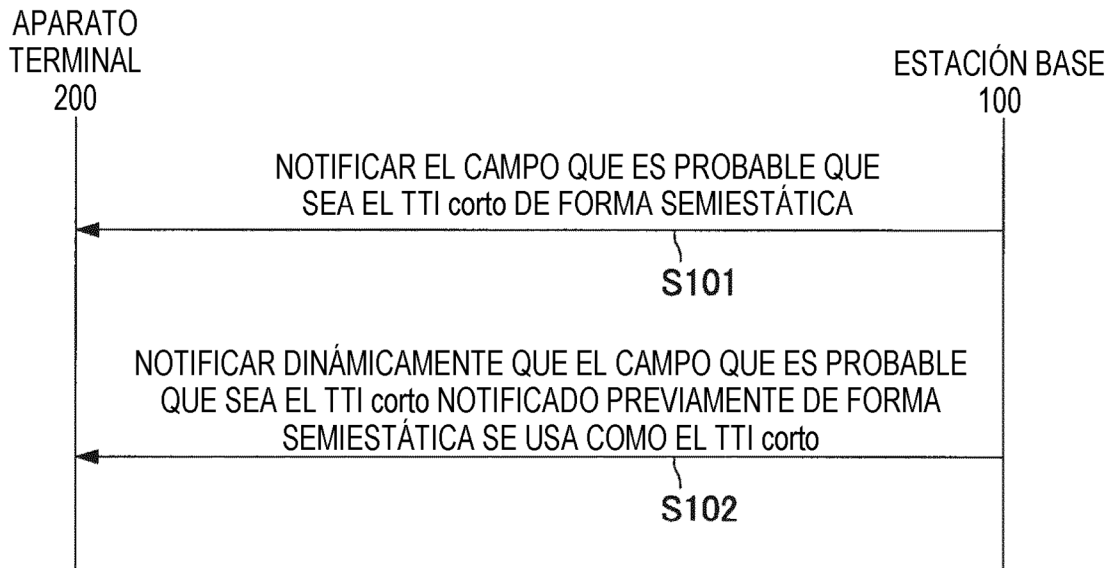 APARATO
TERMINAL
200
ESTACIÓN BASE
100
NOTIFICAR EL CAMPO QUE ES PROBABLE QUE
SEA EL TTI corto DE FORMA SEMIESTÁTICA
S101
NOTIFICAR DINÁMICAMENTE QUE EL CAMPO QUE ES PROBABLE
QUE SEA EL TTI corto NOTIFICADO PREVIAMENTE DE FORMA
SEMIESTÁTICA SE USA COMO EL TTI corto
S102